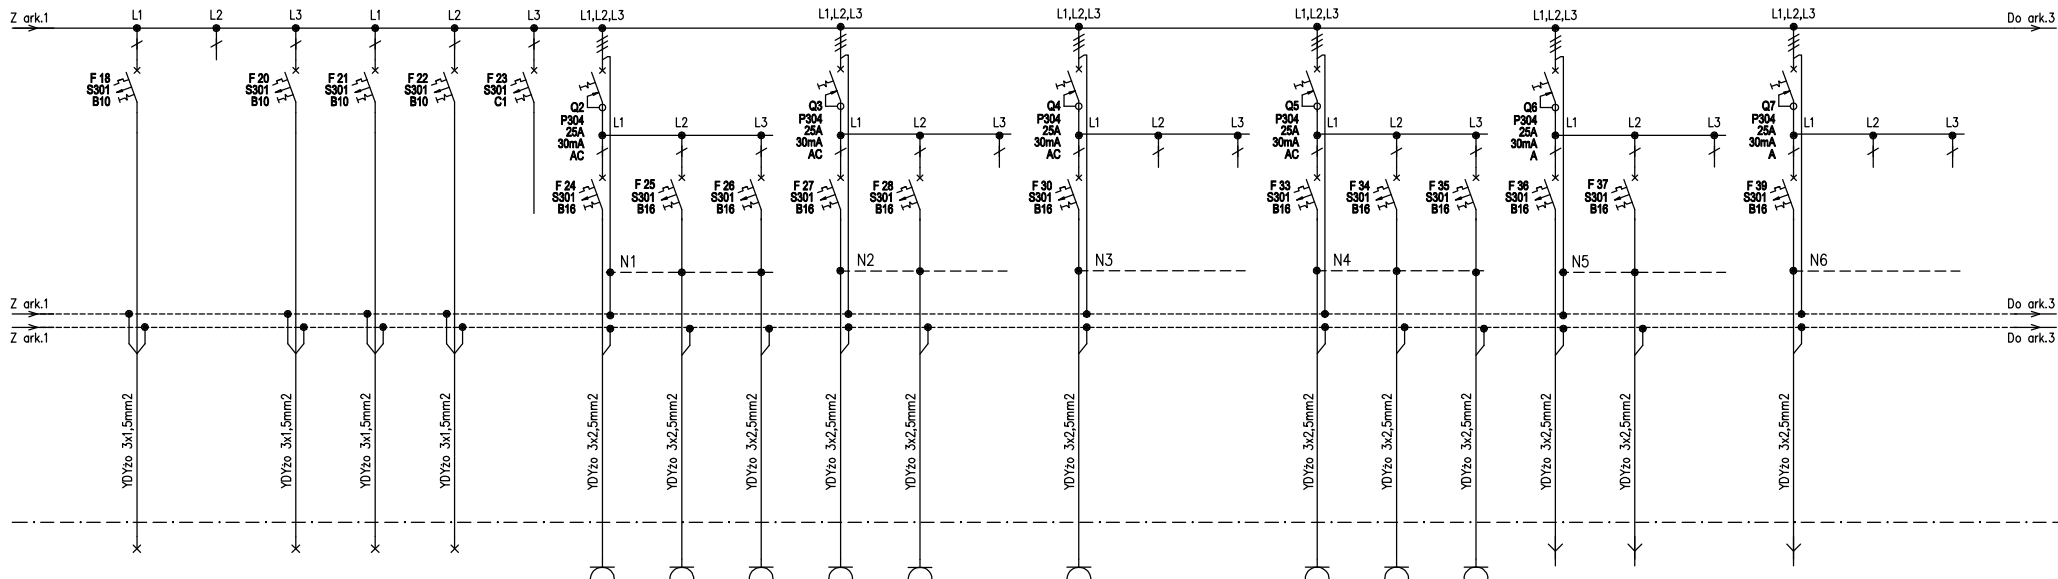 Z ark.1 L1 L2 L3 L1 L2 L3 L1,L2,L3 L1,L2,L3 L1,L2,L3 L1,L2,L3 L1,L2,L3 L1,L2,L3 Do ark.3
F 18
S301
B10
F 20
S301
B10
F 21
S301
B10
F 22
S301
B10
F 23
S301
C1
Q2
P304
25A
30mA
AC
L1 L2 L3
Q3
P304
25A
30mA
AC
L1 L2 L3
Q4
P304
25A
30mA
AC
L1 L2 L3
Q5
P304
25A
30mA
AC
L1 L2 L3
Q6
P304
25A
30mA
A
L1 L2 L3
Q7
P304
25A
30mA
A
L1 L2 L3
F 24
S301
B16
F 25
S301
B16
F 26
S301
B16
F 27
S301
B16
F 28
S301
B16
F 30
S301
B16
F 33
S301
B16
F 34
S301
B16
F 35
S301
B16
F 36
S301
B16
F 37
S301
B16
F 39
S301
B16
N1 N2 N3 N4 N5 N6
Z ark.1 Do ark.3
Z ark.1 Do ark.3
YDYżo 3x1,5mm2
YDYżo 3x1,5mm2
YDYżo 3x1,5mm2
YDYżo 3x1,5mm2
YDYżo 3x2,5mm2
YDYżo 3x2,5mm2
YDYżo 3x2,5mm2
YDYżo 3x2,5mm2
YDYżo 3x2,5mm2
YDYżo 3x2,5mm2
YDYżo 3x2,5mm2
YDYżo 3x2,5mm2
YDYżo 3x2,5mm2
YDYżo 3x2,5mm2
YDYżo 3x2,5mm2
YDYżo 3x2,5mm2